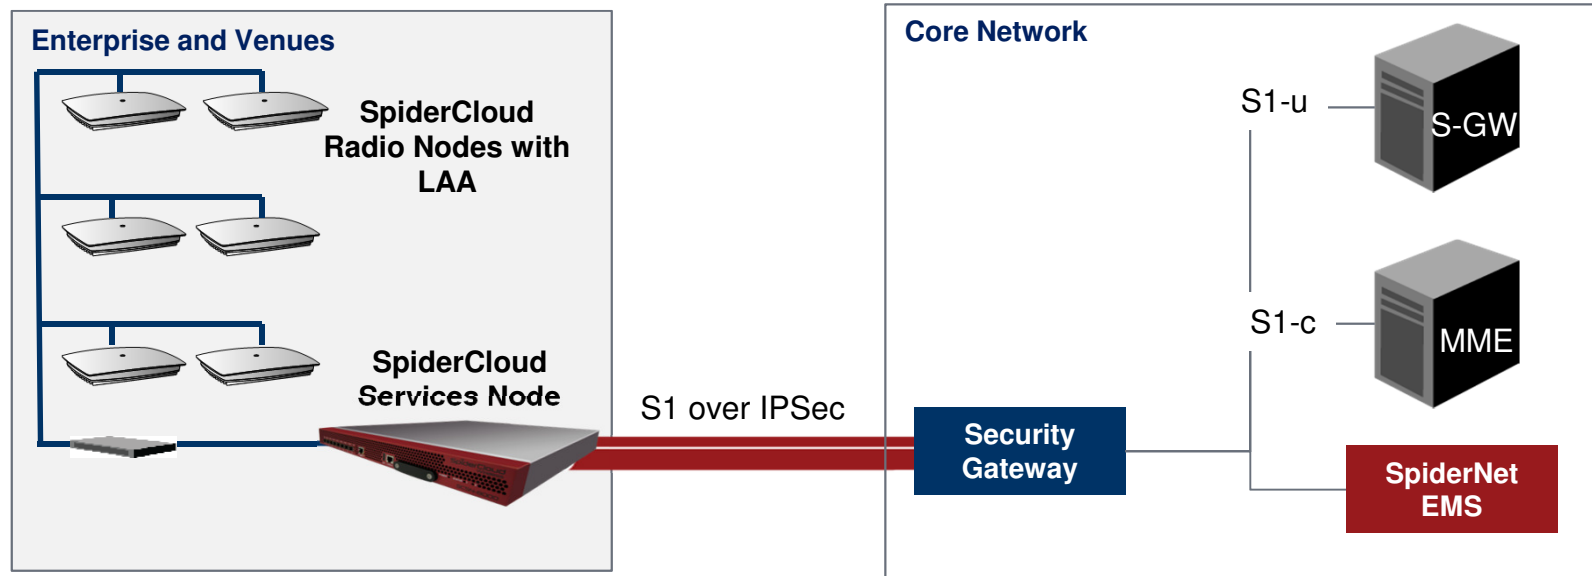 Enterprise and Venues
SpiderCloud
Radio Nodes with
LAA
SpiderCloud
Services Node
S1 over IPSec
Core Network
S1-u
S-GW
S1-c
MME
Security
Gateway
SpiderNet
EMS